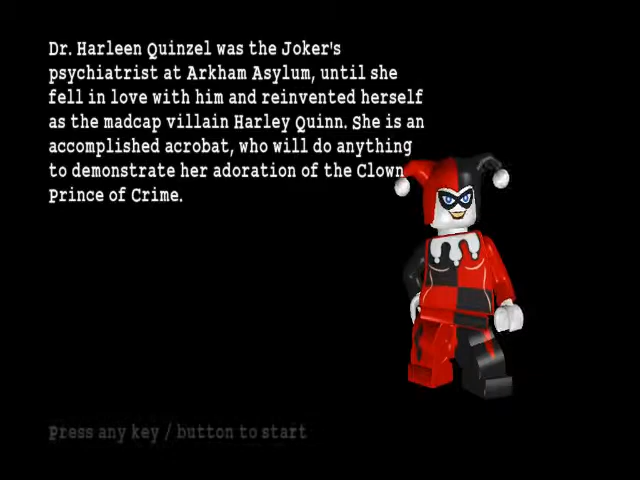 Dr. Harleen Quinzel was the Joker's
psychiatrist at Arkham Asylum, until she
fell in love with him and reinvented herself
as the madcap villain Harley Quinn. She is an
accomplished acrobat, who will do anything
to demonstrate her adoration of the Clown
Prince of Crime.
Press any key / button to start